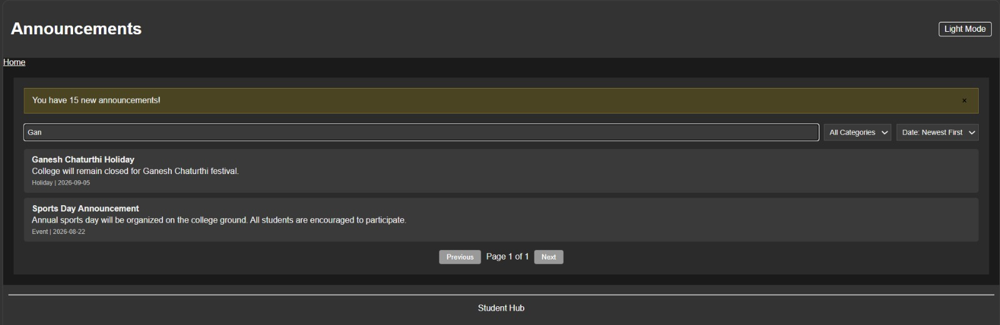 Announcements
Light Mode
Home
You have 15 new announcements!
×
Gan
All Categories
Date: Newest First
Ganesh Chaturthi Holiday
College will remain closed for Ganesh Chaturthi festival.
Holiday | 2026-09-05
Sports Day Announcement
Annual sports day will be organized on the college ground. All students are encouraged to participate.
Event | 2026-08-22
Previous
Page 1 of 1
Next
Student Hub